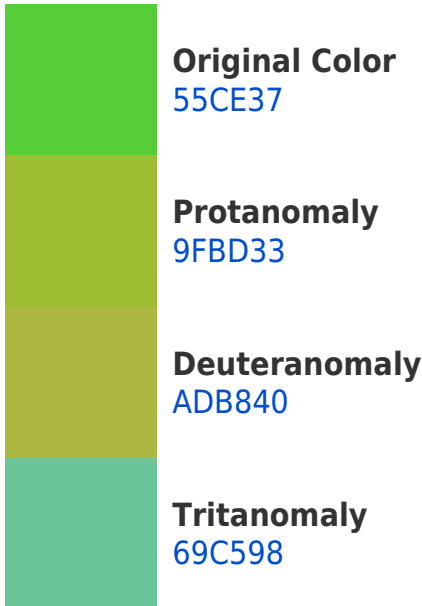 Original Color
55CE37
Protanomaly
9FBD33
Deuteranomaly
ADB840
Tritanomaly
69C598